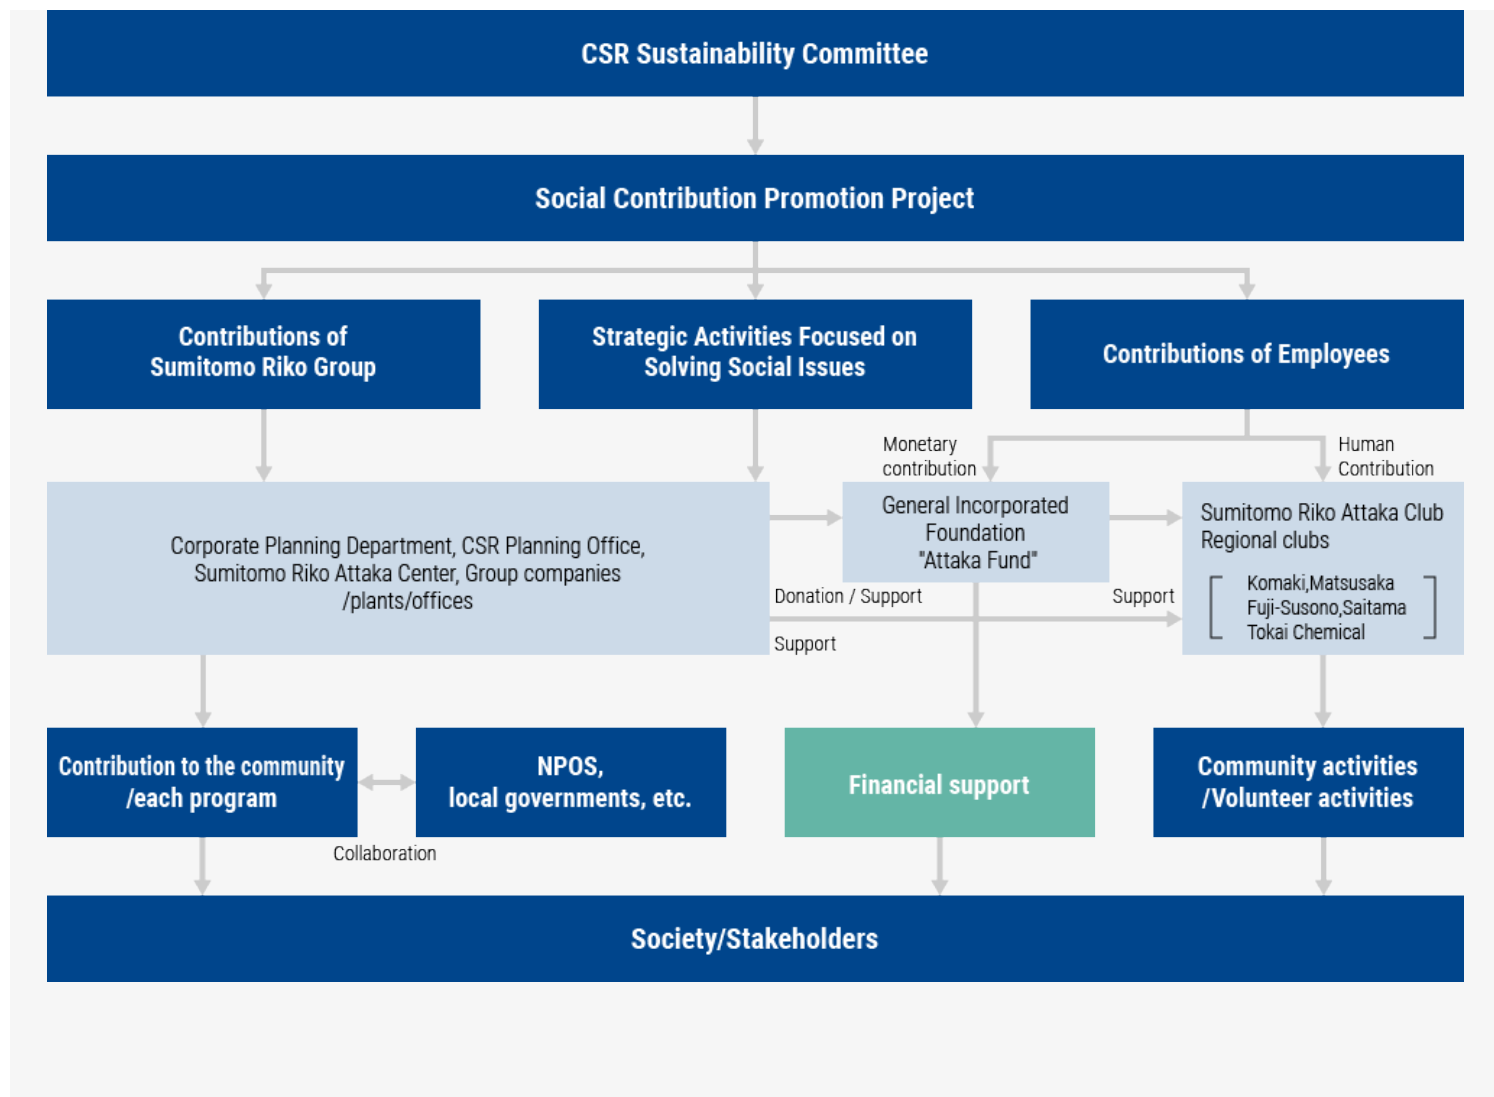 CSR Sustainability Committee
Social Contribution Promotion Project
Contributions of
Sumitomo Riko Group
Strategic Activities Focused on
Solving Social Issues
Contributions of Employees
Monetary
contribution
Human
Contribution
Corporate Planning Department, CSR Planning Office,
Sumitomo Riko Attaka Center, Group companies
/plants/offices
General Incorporated
Foundation
"Attaka Fund"
Sumitomo Riko Attaka Club
Regional clubs
Komaki,Matsusaka
Fuji-Susono,Saitama
Tokai Chemical
Donation / Support
Support
Support
Contribution to the community
/each program
NPOS,
local governments, etc.
Financial support
Community activities
/Volunteer activities
Collaboration
Society/Stakeholders